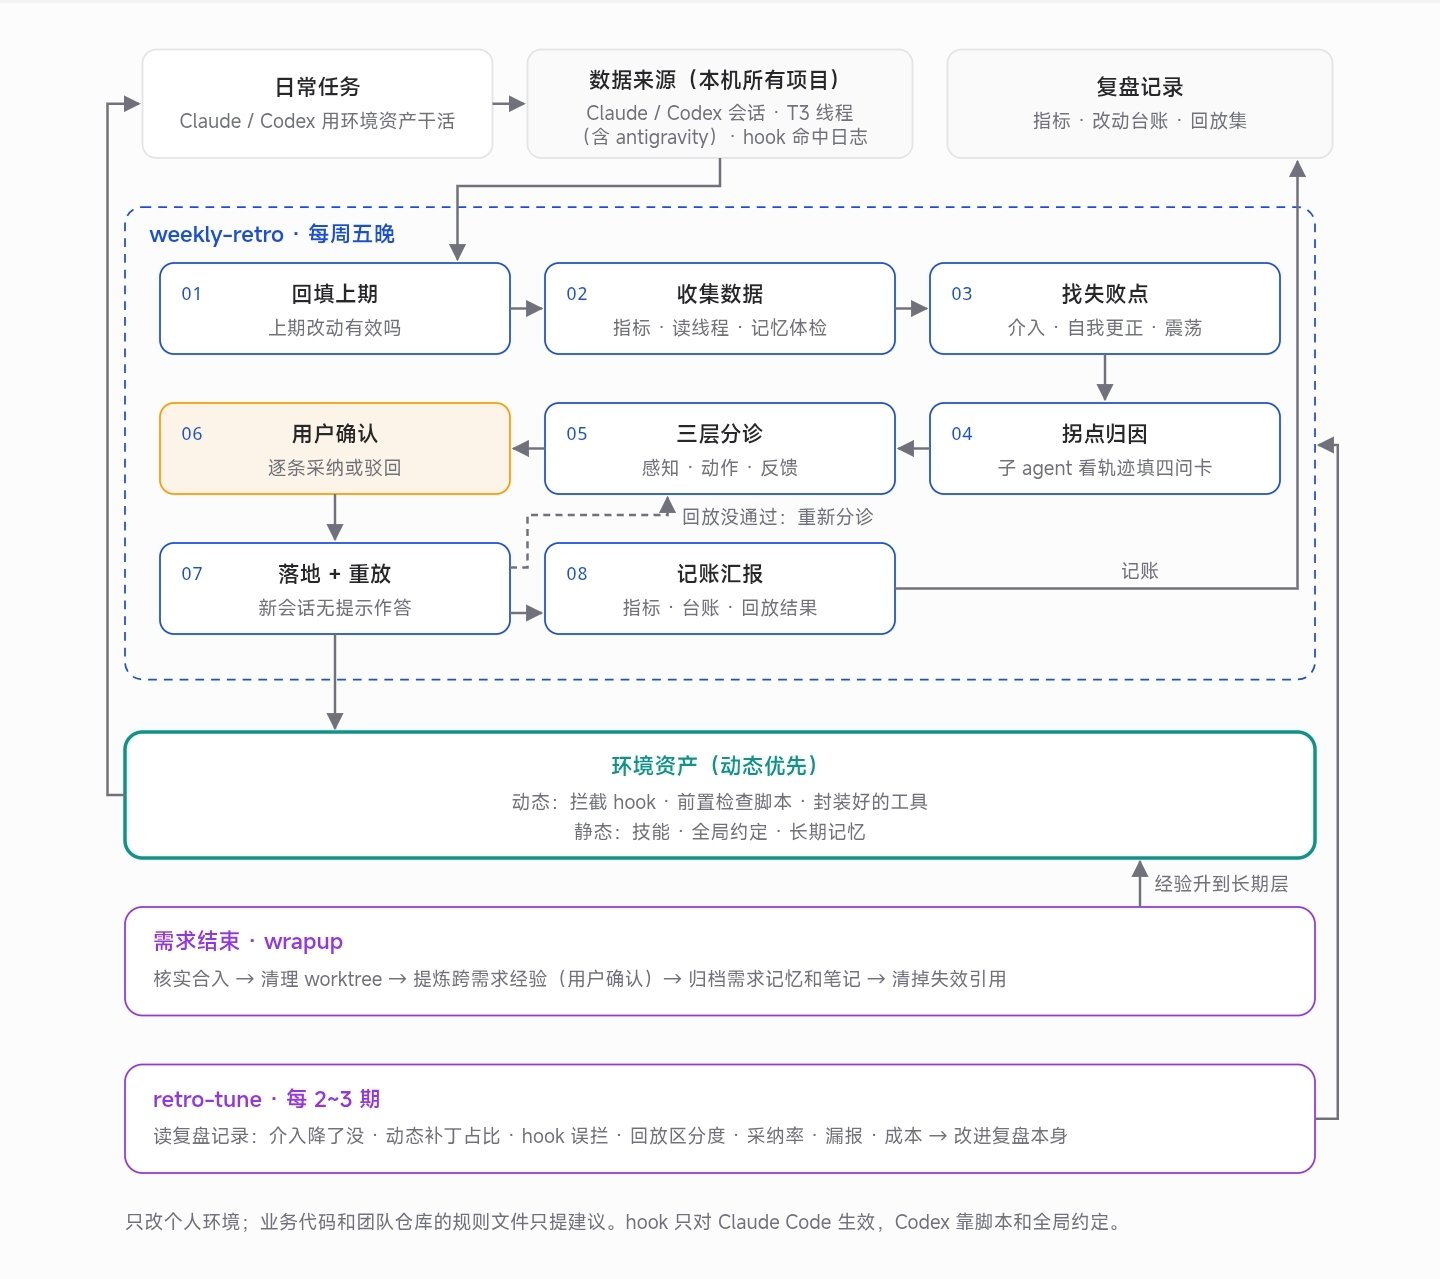 日常任务
Claude / Codex 用环境资产干活
数据来源（本机所有项目）
Claude / Codex 会话 · T3 线程
（含 antigravity）· hook 命中日志
复盘记录
指标 · 改动台账 · 回放集
weekly-retro · 每周五晚
01 回填上期
上期改动有效吗
02 收集数据
指标 · 读线程 · 记忆体检
03 找失败点
介入 · 自我更正 · 震荡
06 用户确认
逐条采纳或驳回
05 三层分诊
感知 · 动作 · 反馈
04 拐点归因
子 agent 看轨迹填四问卡
回放没通过：重新分诊
07 落地 + 重放
新会话无提示作答
08 记账汇报
指标 · 台账 · 回放结果
记账
环境资产（动态优先）
动态：拦截 hook · 前置检查脚本 · 封装好的工具
静态：技能 · 全局约定 · 长期记忆
经验升到长期层
需求结束 · wrapup
核实合入 → 清理 worktree → 提炼跨需求经验（用户确认）→ 归档需求记忆和笔记 → 清掉失效引用
retro-tune · 每 2~3 期
读复盘记录：介入降了没 · 动态补丁占比 · hook 误拦 · 回放区分度 · 采纳率 · 漏报 · 成本 → 改进复盘本身
只改个人环境；业务代码和团队仓库的规则文件只提建议。hook 只对 Claude Code 生效，Codex 靠脚本和全局约定。